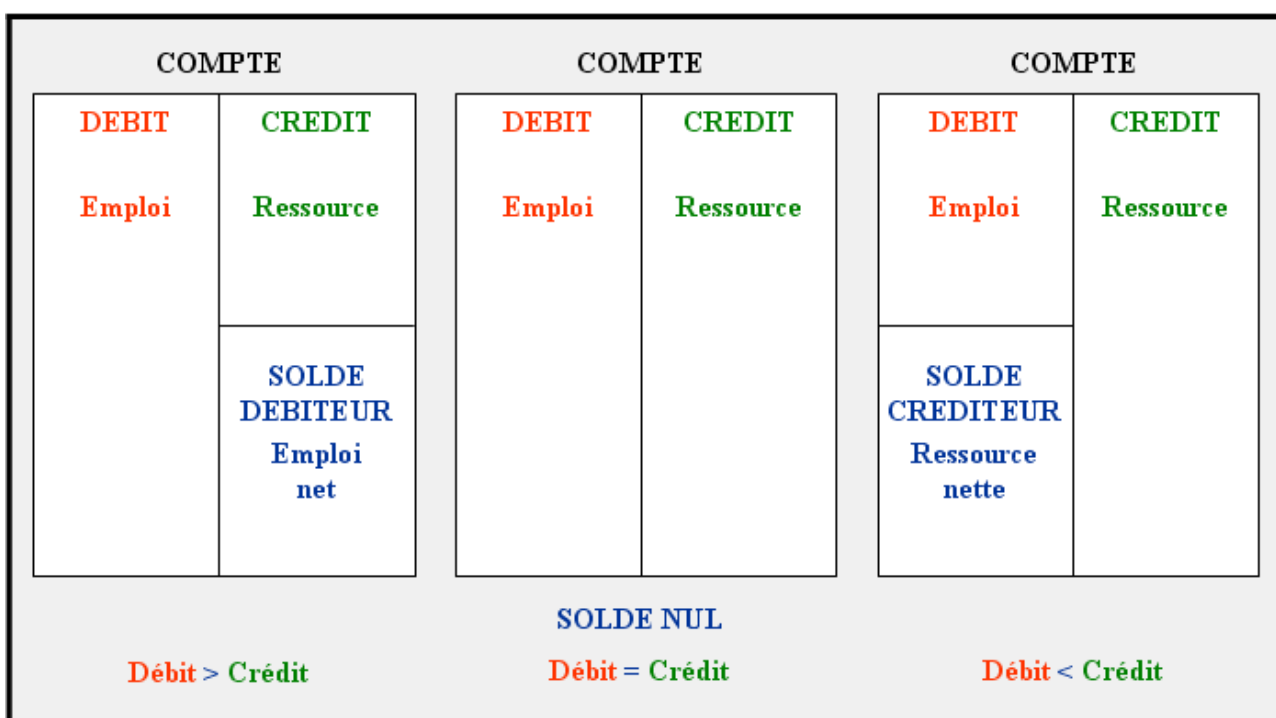 COMPTE
DEBIT CREDIT
Emploi Ressource
SOLDE
DEBITEUR
Emploi
net
Débit > Crédit
COMPTE
DEBIT CREDIT
Emploi Ressource
SOLDE NUL
Débit = Crédit
COMPTE
DEBIT CREDIT
Emploi Ressource
SOLDE
CREDITEUR
Ressource
nette
Débit < Crédit